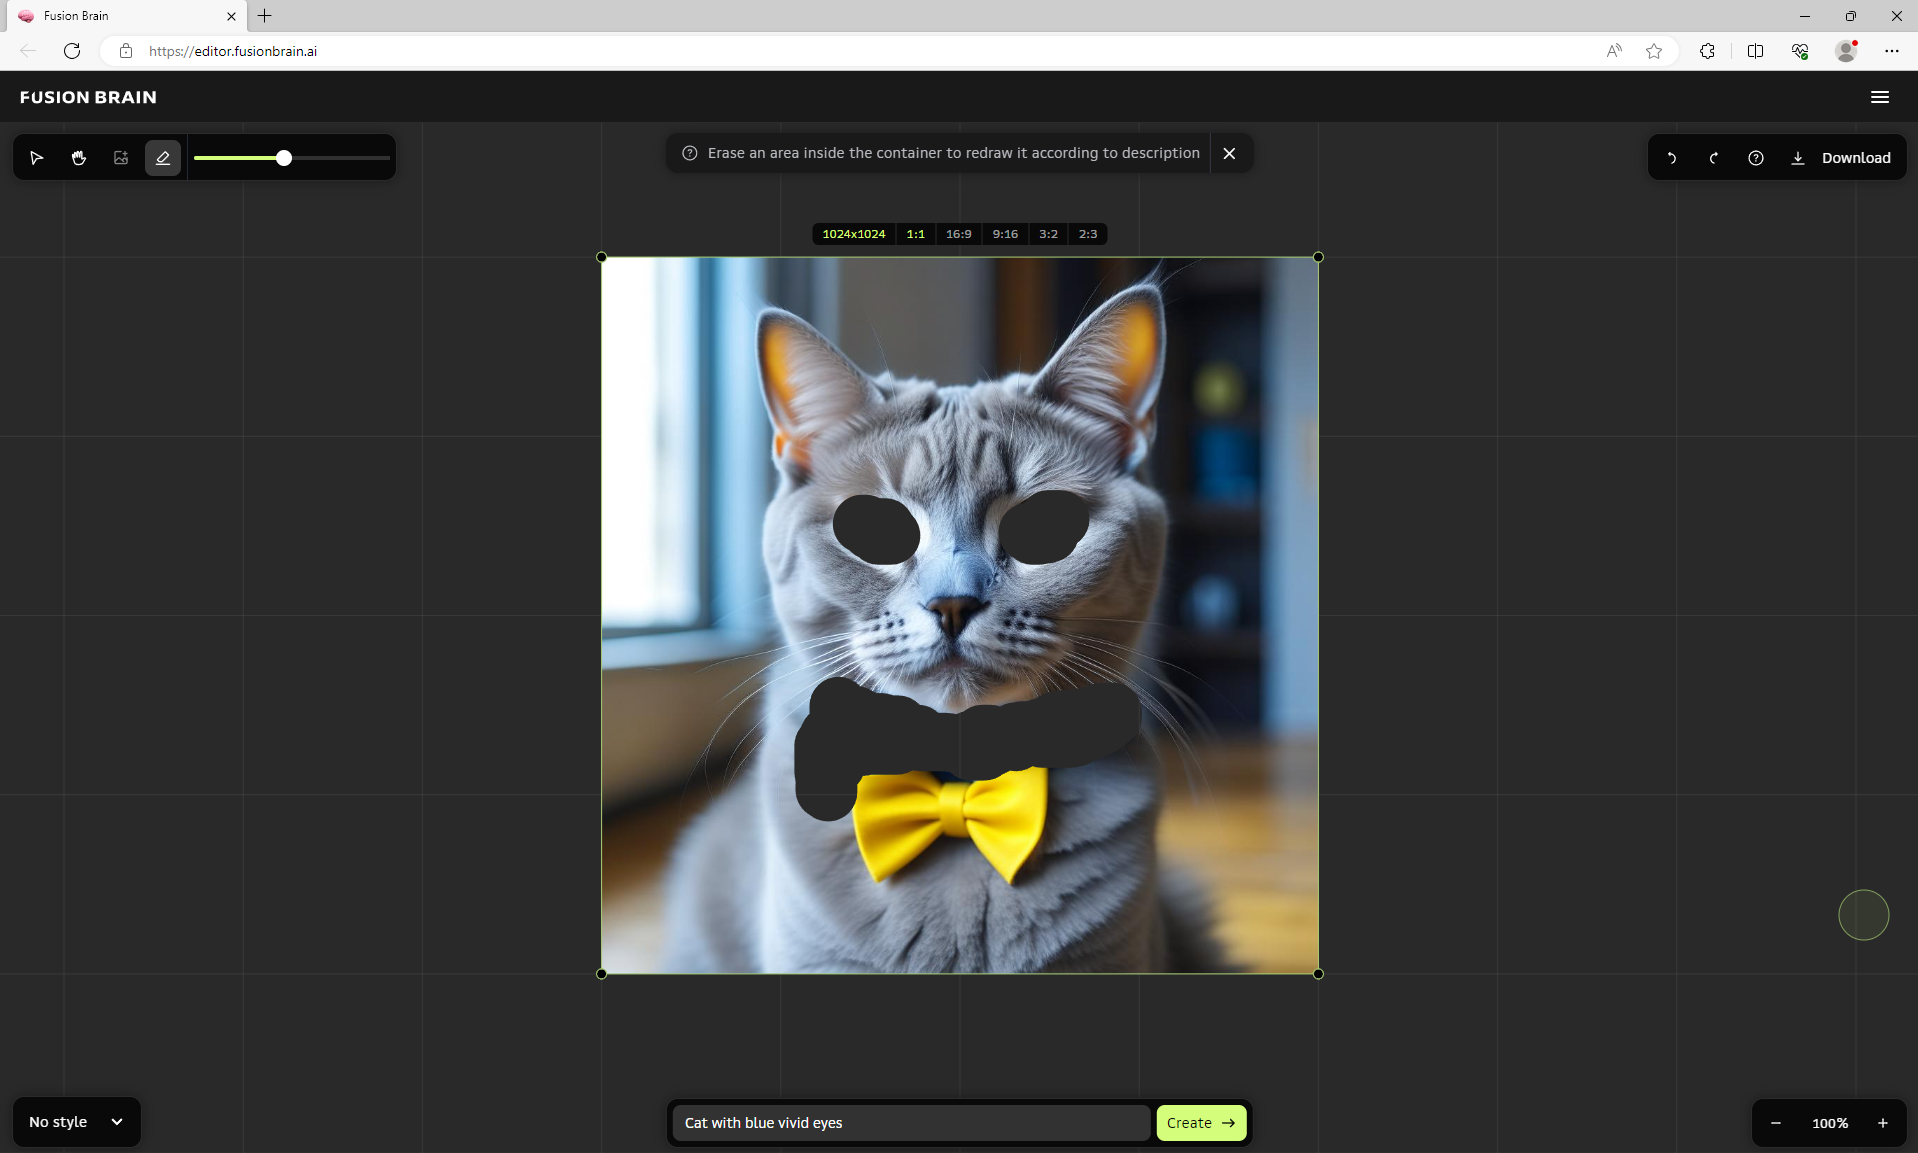 Fusion Brain
https://editor.fusionbrain.ai
FUSION BRAIN
Erase an area inside the container to redraw it according to description
Download
1024x1024 1:1 16:9 9:16 3:2 2:3
No style
Cat with blue vivid eyes
Create
100%